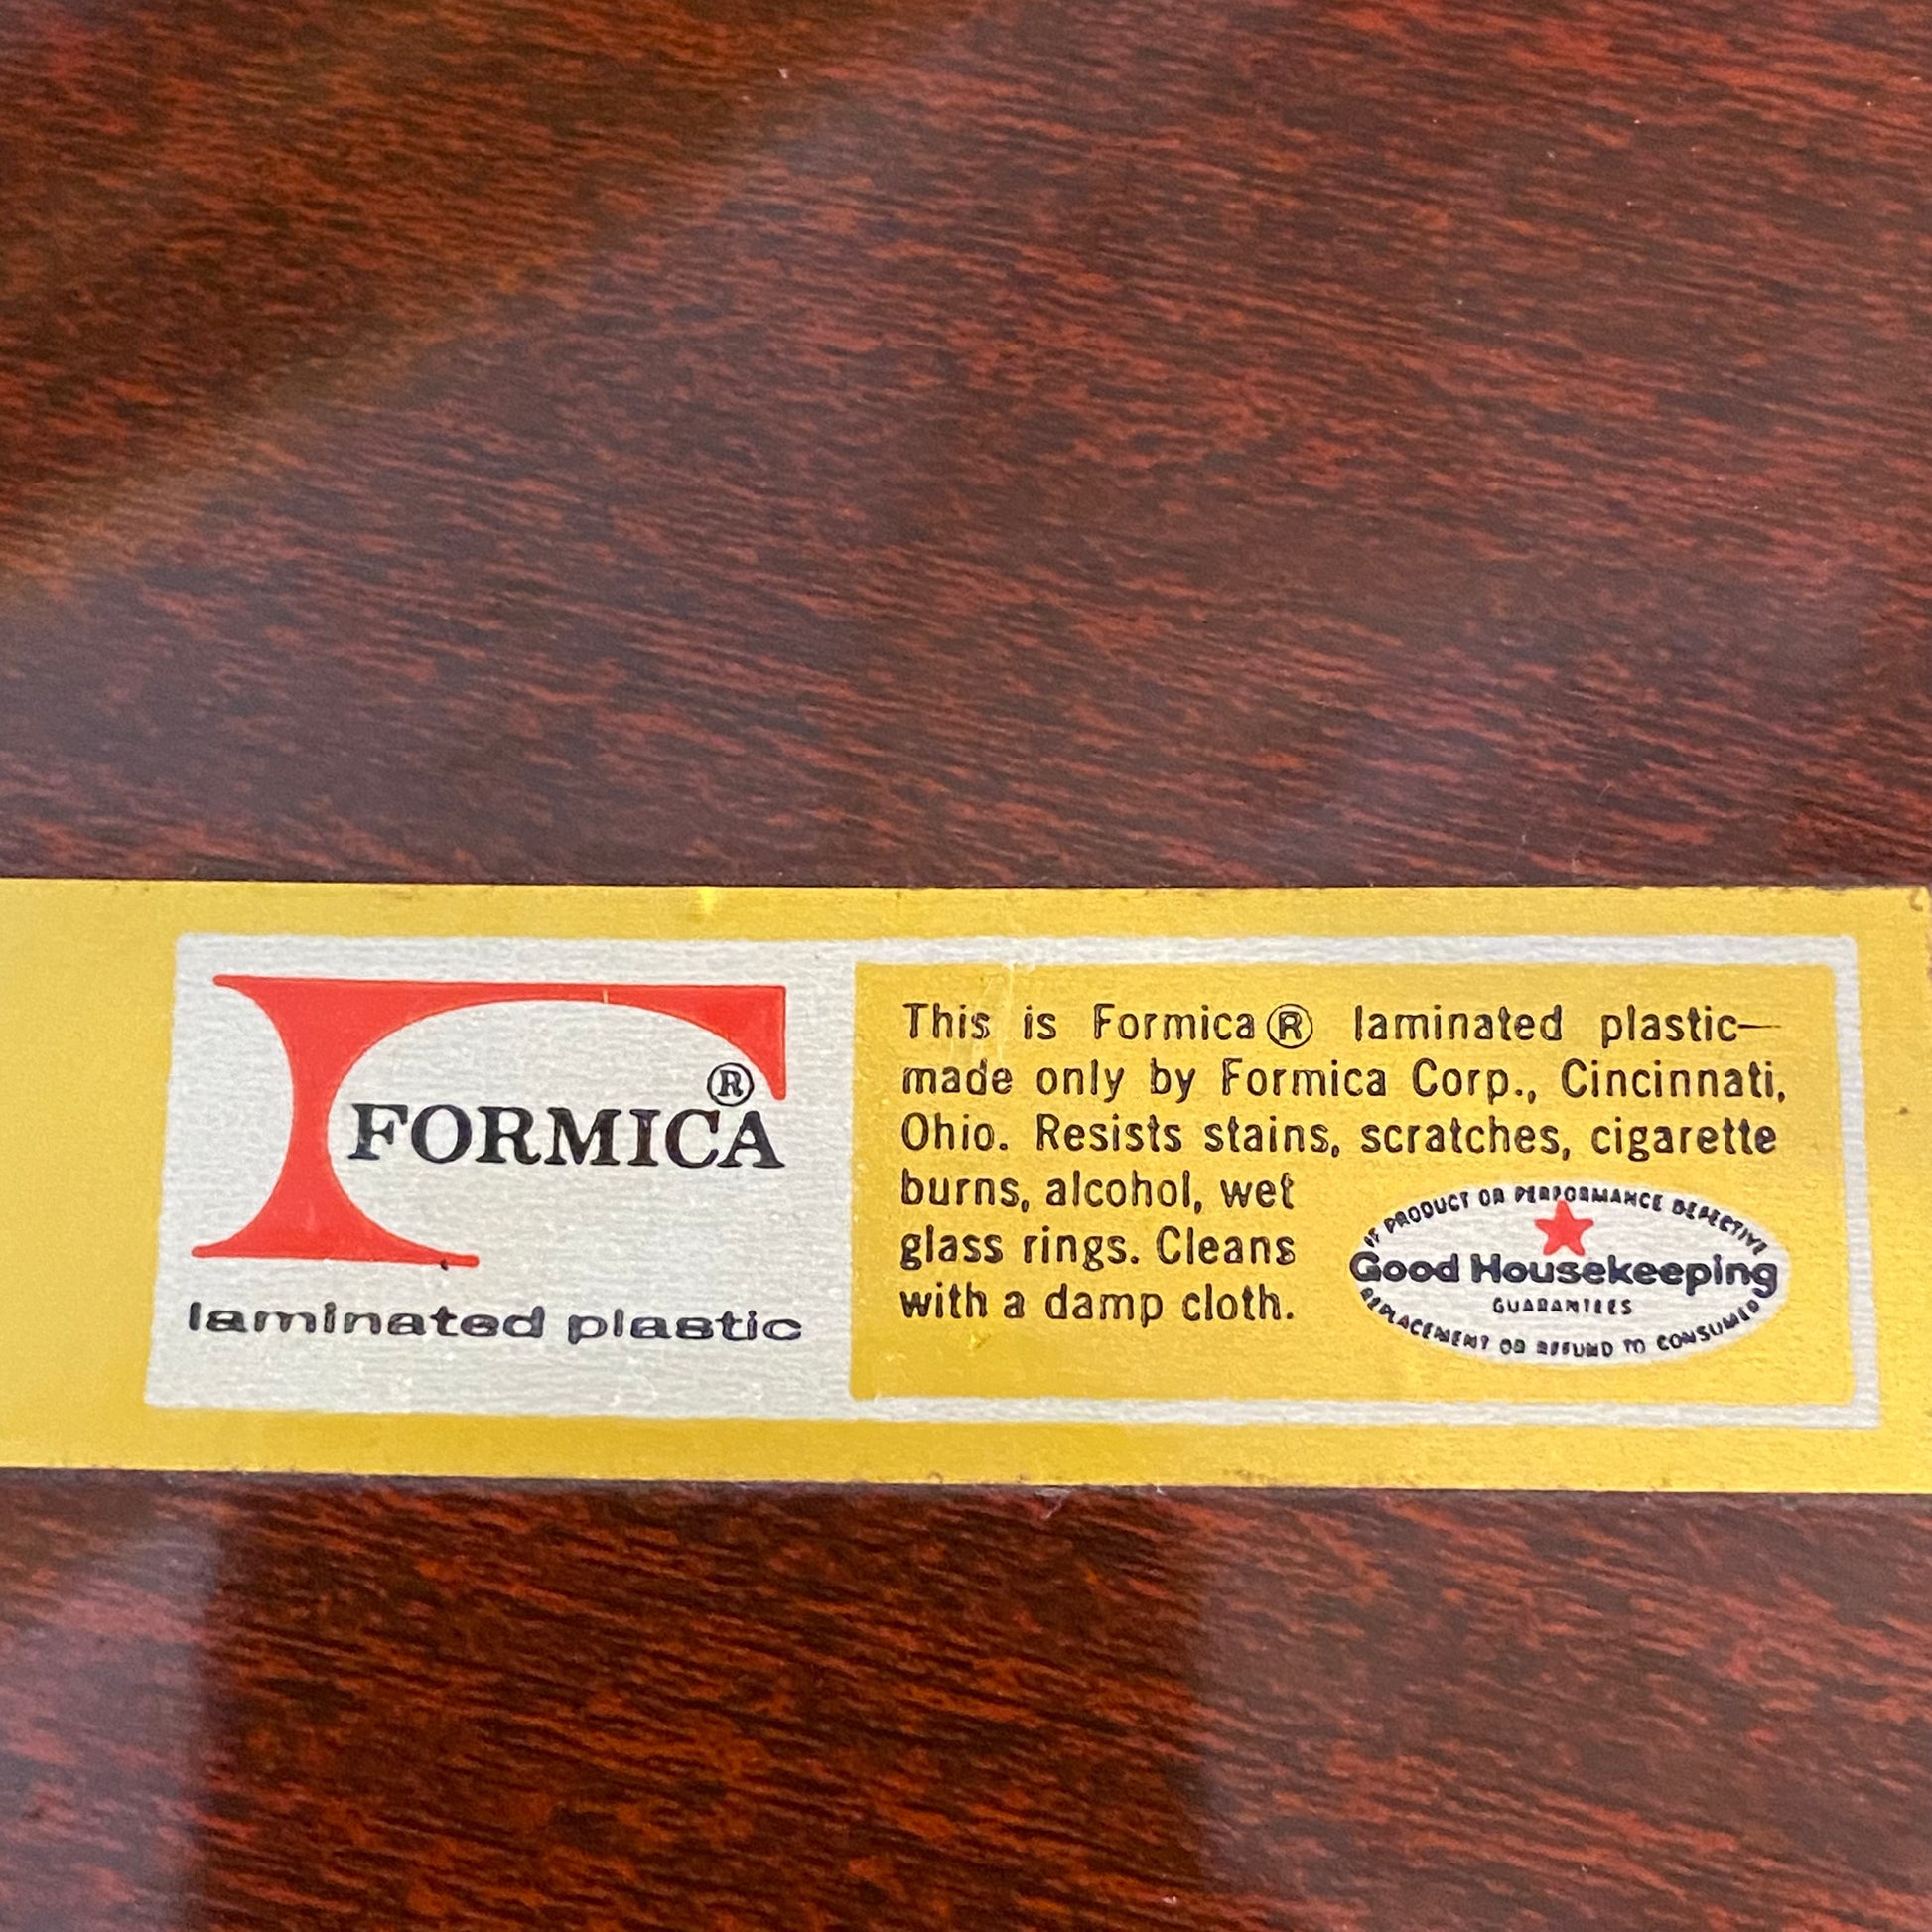 FORMICA®
laminated plastic
This is Formica® laminated plastic—
made only by Formica Corp., Cincinnati,
Ohio. Resists stains, scratches, cigarette
burns, alcohol, wet
glass rings. Cleans
with a damp cloth.
IF PRODUCT OR PERFORMANCE DEFECTIVE
Good Housekeeping
GUARANTEES
REPLACEMENT OR REFUND TO CONSUMER